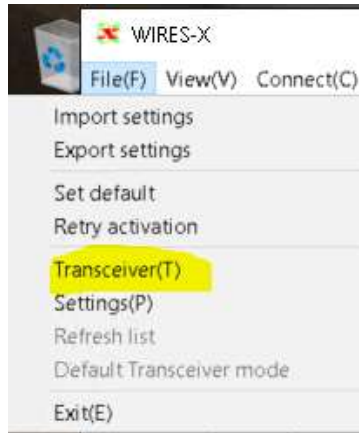 WIRES-X
File(F) View(V) Connect(C)
Import settings
Export settings
Set default
Retry activation
Transceiver(T)
Settings(P)
Refresh list
Default Transceiver mode
Exit(E)